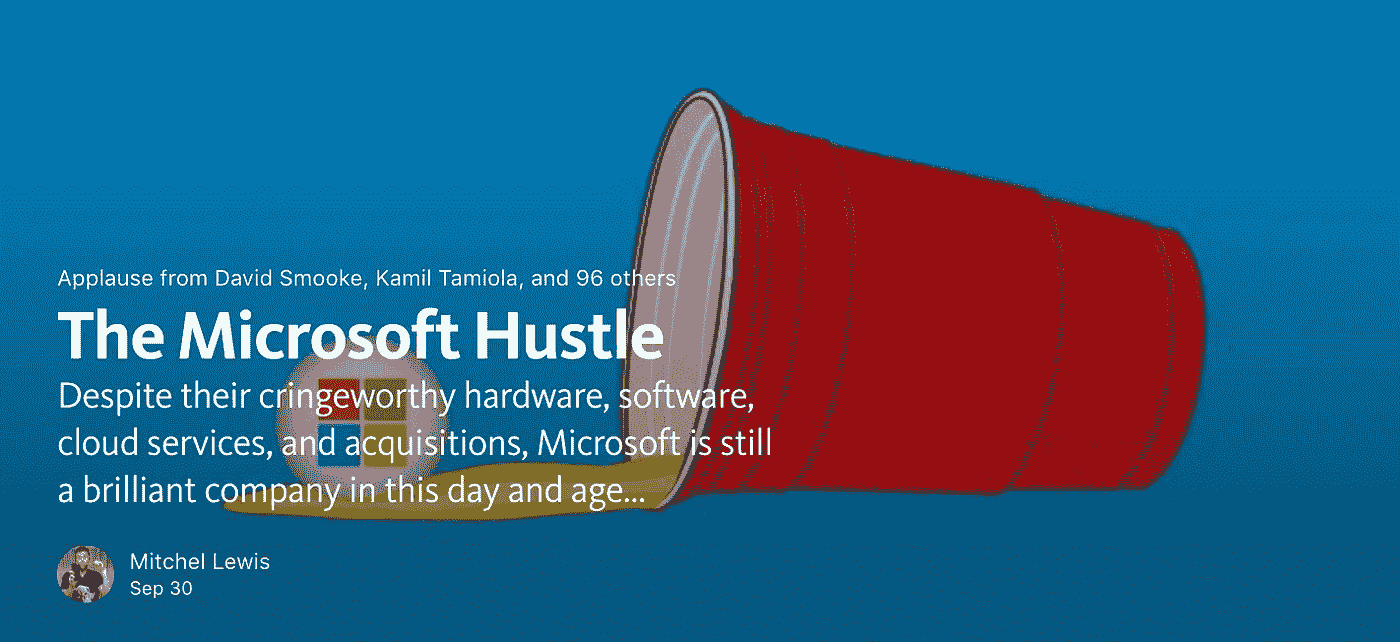 Applause from David Smooke, Kamil Tamiola, and 96 others
The Microsoft Hustle
Despite their cringeworthy hardware, software,
cloud services, and acquisitions, Microsoft is still
a brilliant company in this day and age...
Mitchel Lewis
Sep 30